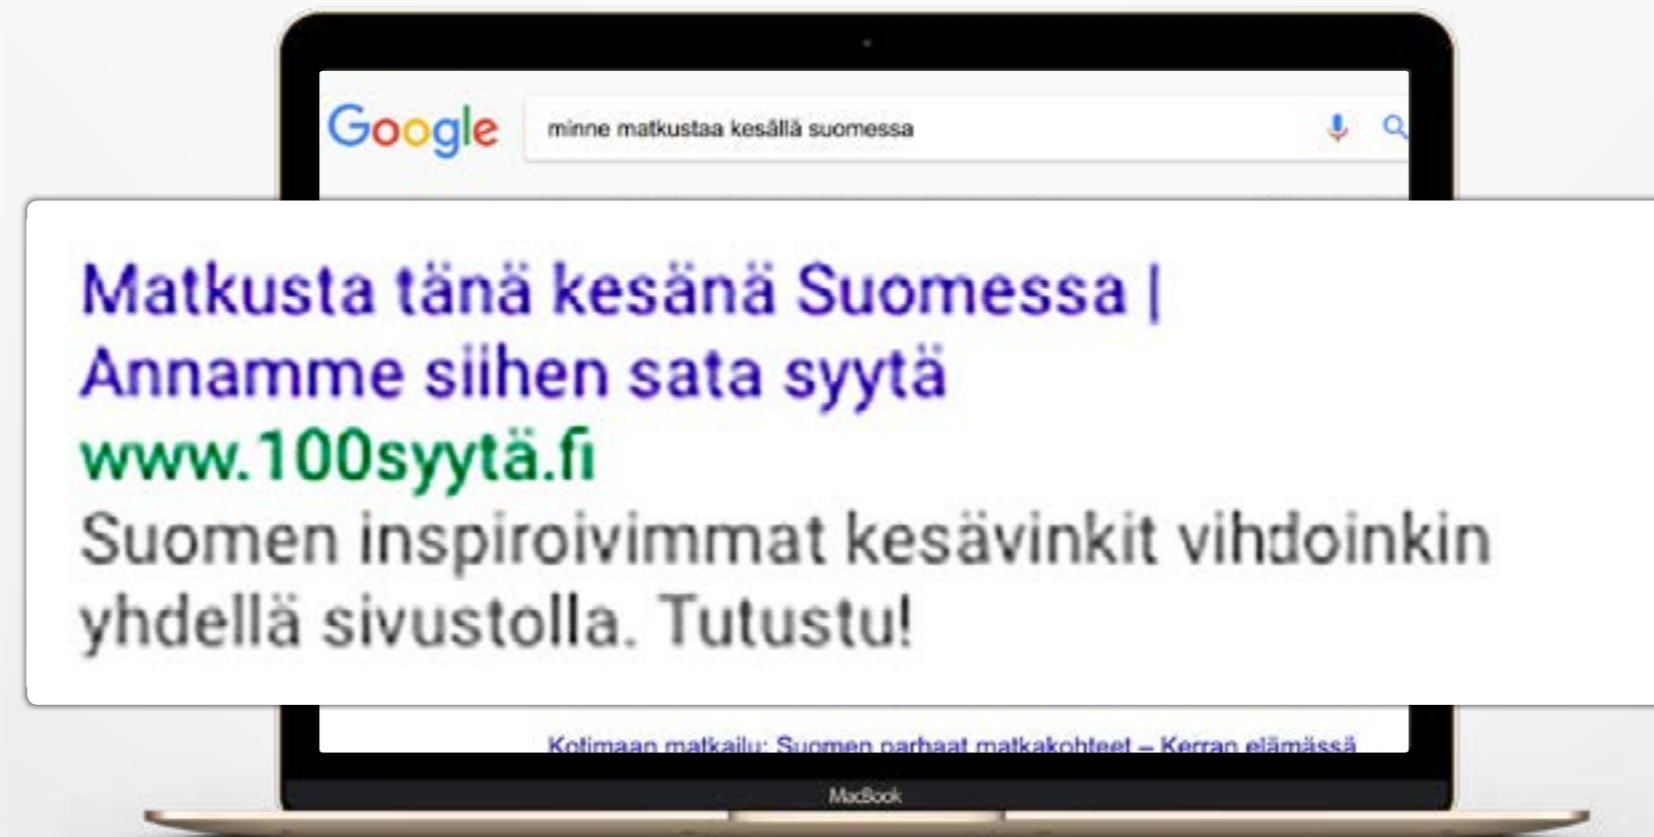 Google
minne matkustaa kesällä suomessa
Matkusta tänä kesänä Suomessa |
Annamme siihen sata syytä
www.100syytä.fi
Suomen inspiroivimmat kesävinkit vihdoinkin
yhdellä sivustolla. Tutustu!
Kotimaan matkailu: Suomen parhaat matkakohteet – Kerran elämässä
MacBook